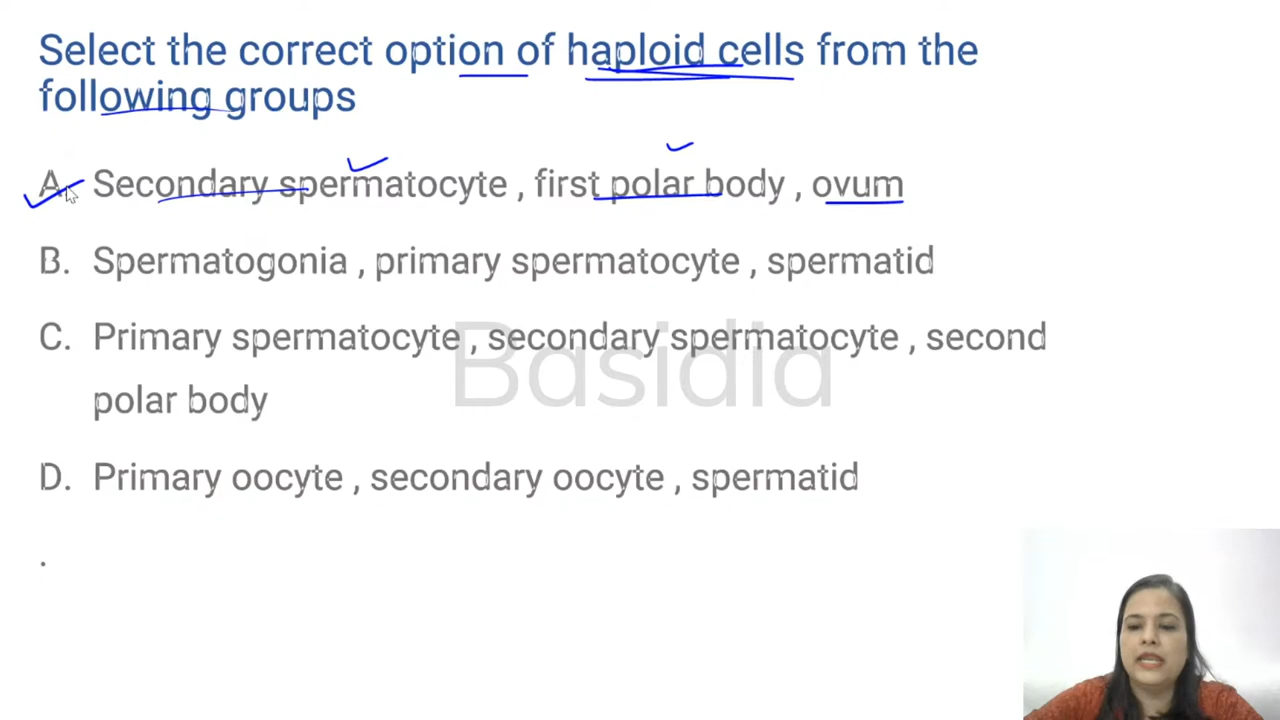 Select the correct option of haploid cells from the
following groups
A. Secondary spermatocyte , first polar body , ovum
B. Spermatogonia , primary spermatocyte , spermatid
C. Primary spermatocyte , secondary spermatocyte , second
polar body
Basidia
D. Primary oocyte , secondary oocyte , spermatid
.